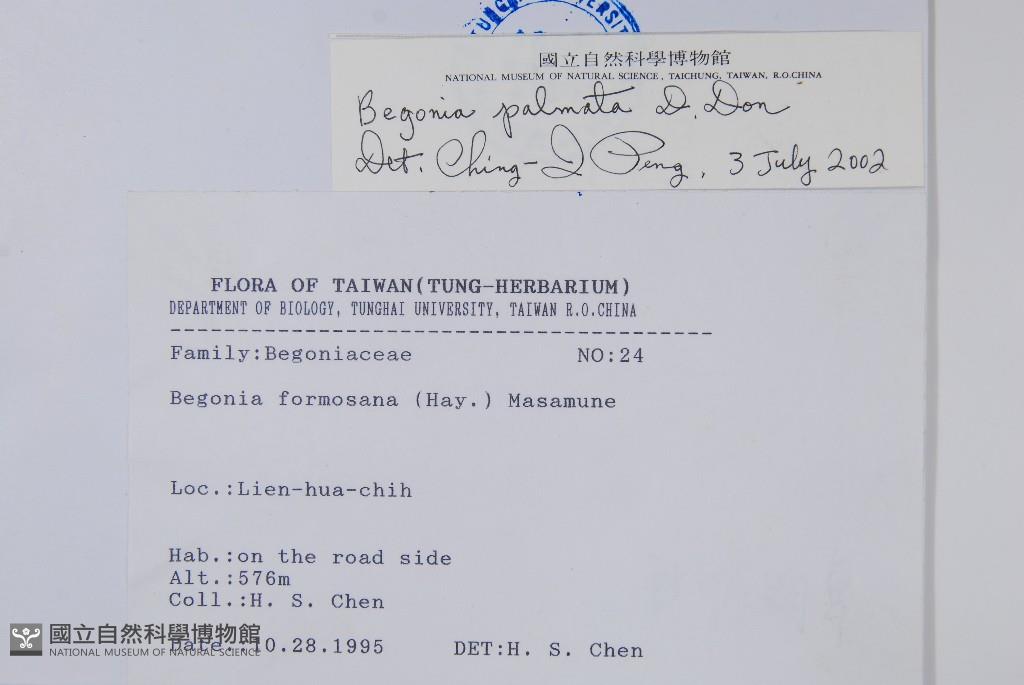 國立自然科學博物館
NATIONAL MUSEUM OF NATURAL SCIENCE, TAICHUNG, TAIWAN, R.O.CHINA
Begonia palmata D. Don
Det. Ching-I Peng, 3 July 2002
FLORA OF TAIWAN(TUNG-HERBARIUM)
DEPARTMENT OF BIOLOGY, TUNGHAI UNIVERSITY, TAIWAN R.O.CHINA
----------------------------------------
Family:Begoniaceae NO:24
Begonia formosana (Hay.) Masamune
Loc.:Lien-hua-chih
Hab.:on the road side
Alt.:576m
Coll.:H. S. Chen
Date.:10.28.1995 DET:H. S. Chen
國立自然科學博物館
NATIONAL MUSEUM OF NATURAL SCIENCE